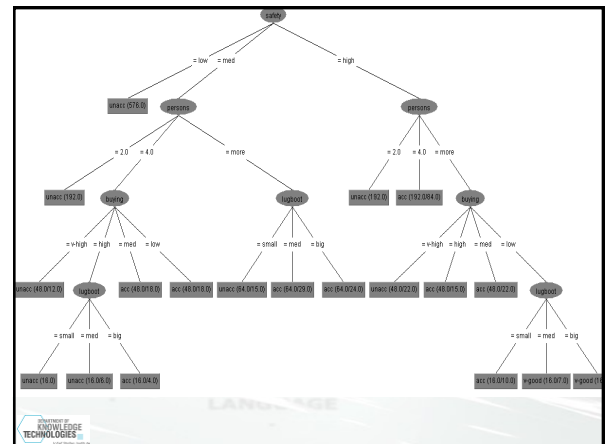 safety
= low = med = high
unacc (576.0) persons persons
= 2.0 = 4.0 = more = 2.0 = 4.0 = more
unacc (192.0) buying lugboot unacc (192.0) acc (192.0/84.0) buying
= v-high = high = med = low = small = med = big = v-high = high = med = low
unacc (48.0/12.0) lugboot acc (48.0/18.0) acc (48.0/16.0) unacc (64.0/15.0) acc (64.0/29.0) acc (64.0/24.0) unacc (48.0/22.0) acc (48.0/15.0) acc (48.0/22.0) lugboot
= small = med = big = small = med = big
unacc (16.0) unacc (16.0/6.0) acc (16.0/4.0) acc (16.0/10.0) v-good (16.0/7.0) v-good (16
LANGUAGE
DEPARTMENT OF
KNOWLEDGE
TECHNOLOGIES